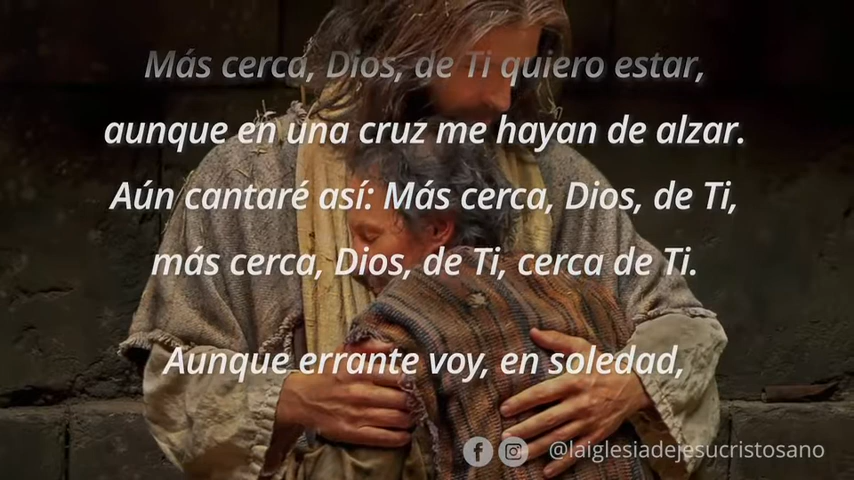 Más cerca, Dios, de Ti quiero estar,
aunque en una cruz me hayan de alzar.
Aún cantaré así: Más cerca, Dios, de Ti,
más cerca, Dios, de Ti, cerca de Ti.
Aunque errante voy, en soledad,
@laiglesiadejesucristosano